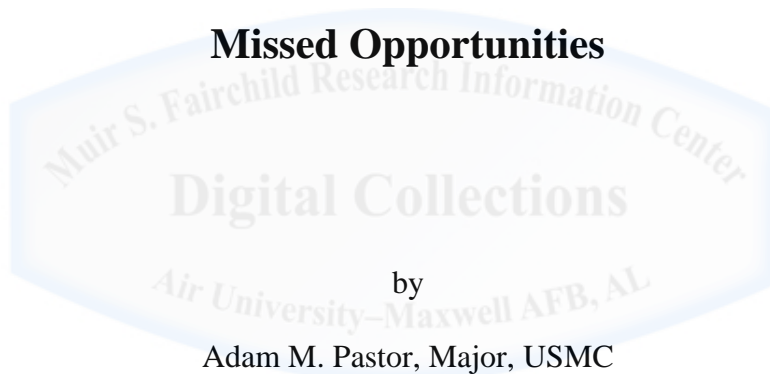 Missed Opportunities
Muir S. Fairchild Research Information Center
Digital Collections
by
Air University–Maxwell AFB, AL
Adam M. Pastor, Major, USMC